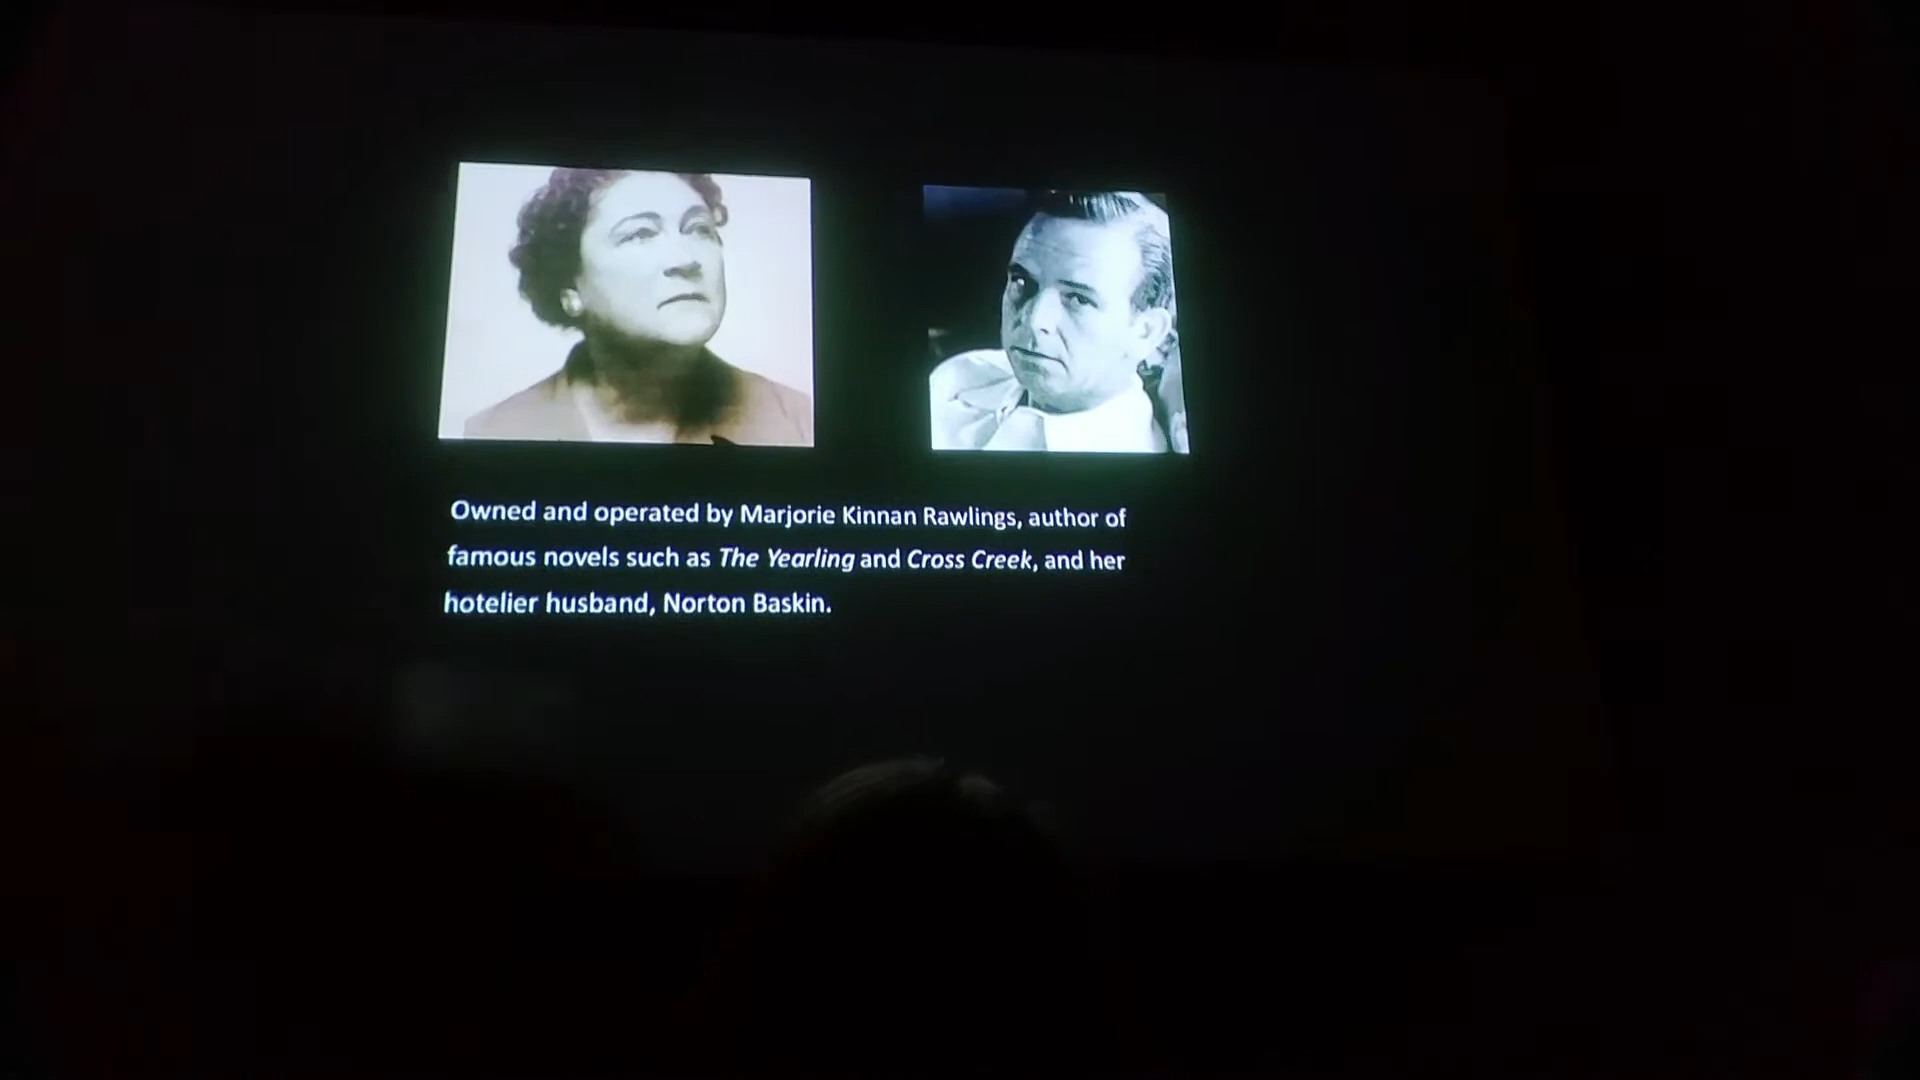 Owned and operated by Marjorie Kinnan Rawlings, author of
famous novels such as The Yearling and Cross Creek, and her
hotelier husband, Norton Baskin.